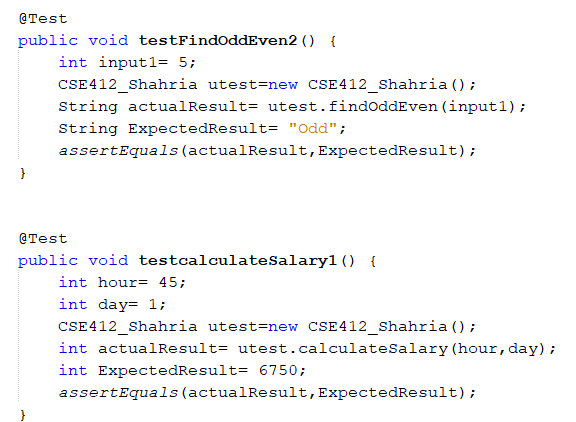 @Test
public void testFindOddEven2() {
    int input1= 5;
    CSE412_Shahria utest=new CSE412_Shahria();
    String actualResult= utest.findOddEven(input1);
    String ExpectedResult= "Odd";
    assertEquals(actualResult,ExpectedResult);
}
@Test
public void testcalculateSalary1() {
    int hour= 45;
    int day= 1;
    CSE412_Shahria utest=new CSE412_Shahria();
    int actualResult= utest.calculateSalary(hour,day);
    int ExpectedResult= 6750;
    assertEquals(actualResult,ExpectedResult);
}